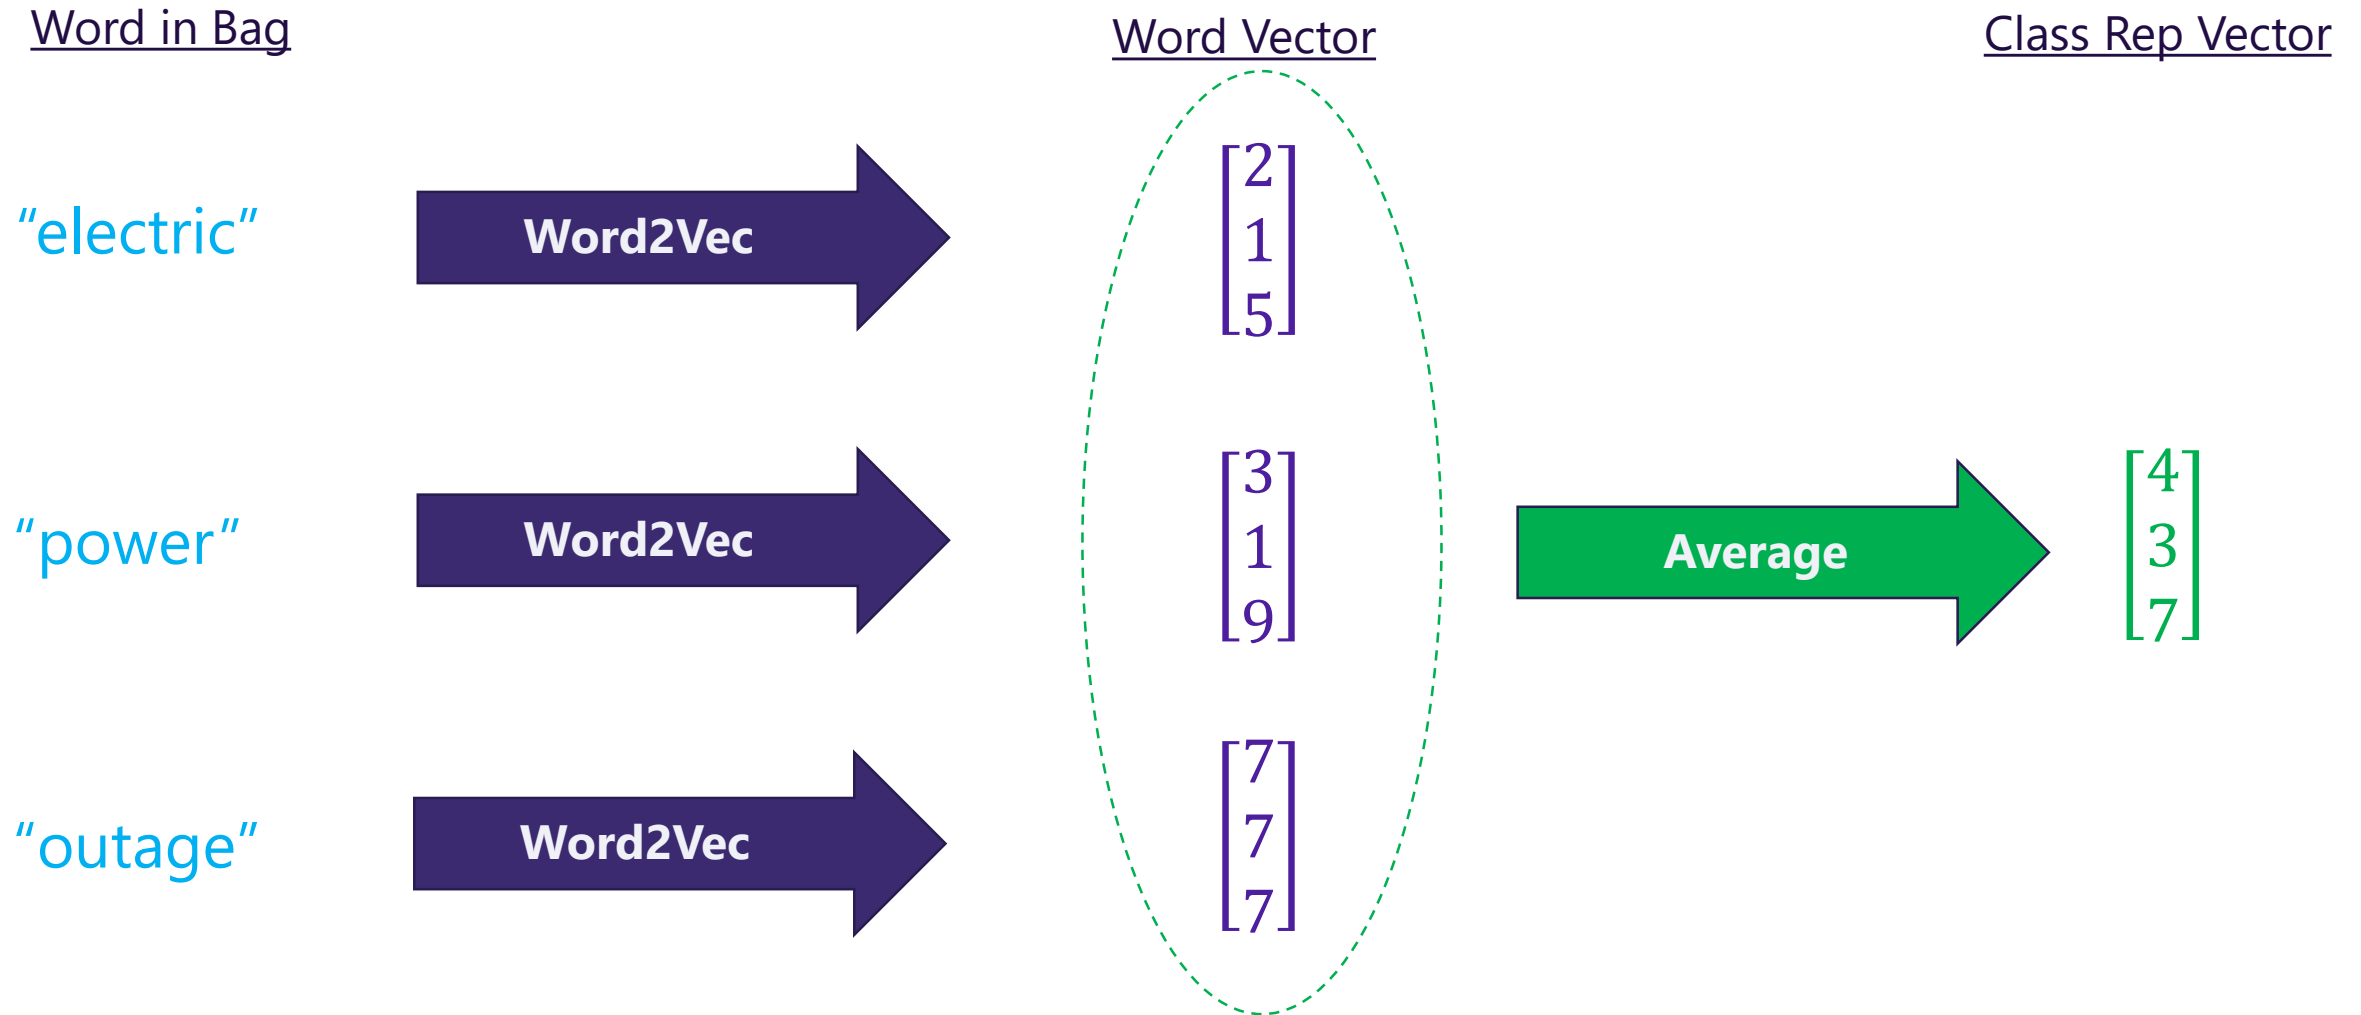 Word in Bag
Word Vector
Class Rep Vector
“electric”
Word2Vec
2
1
5
“power”
Word2Vec
3
1
9
Average
4
3
7
“outage”
Word2Vec
7
7
7